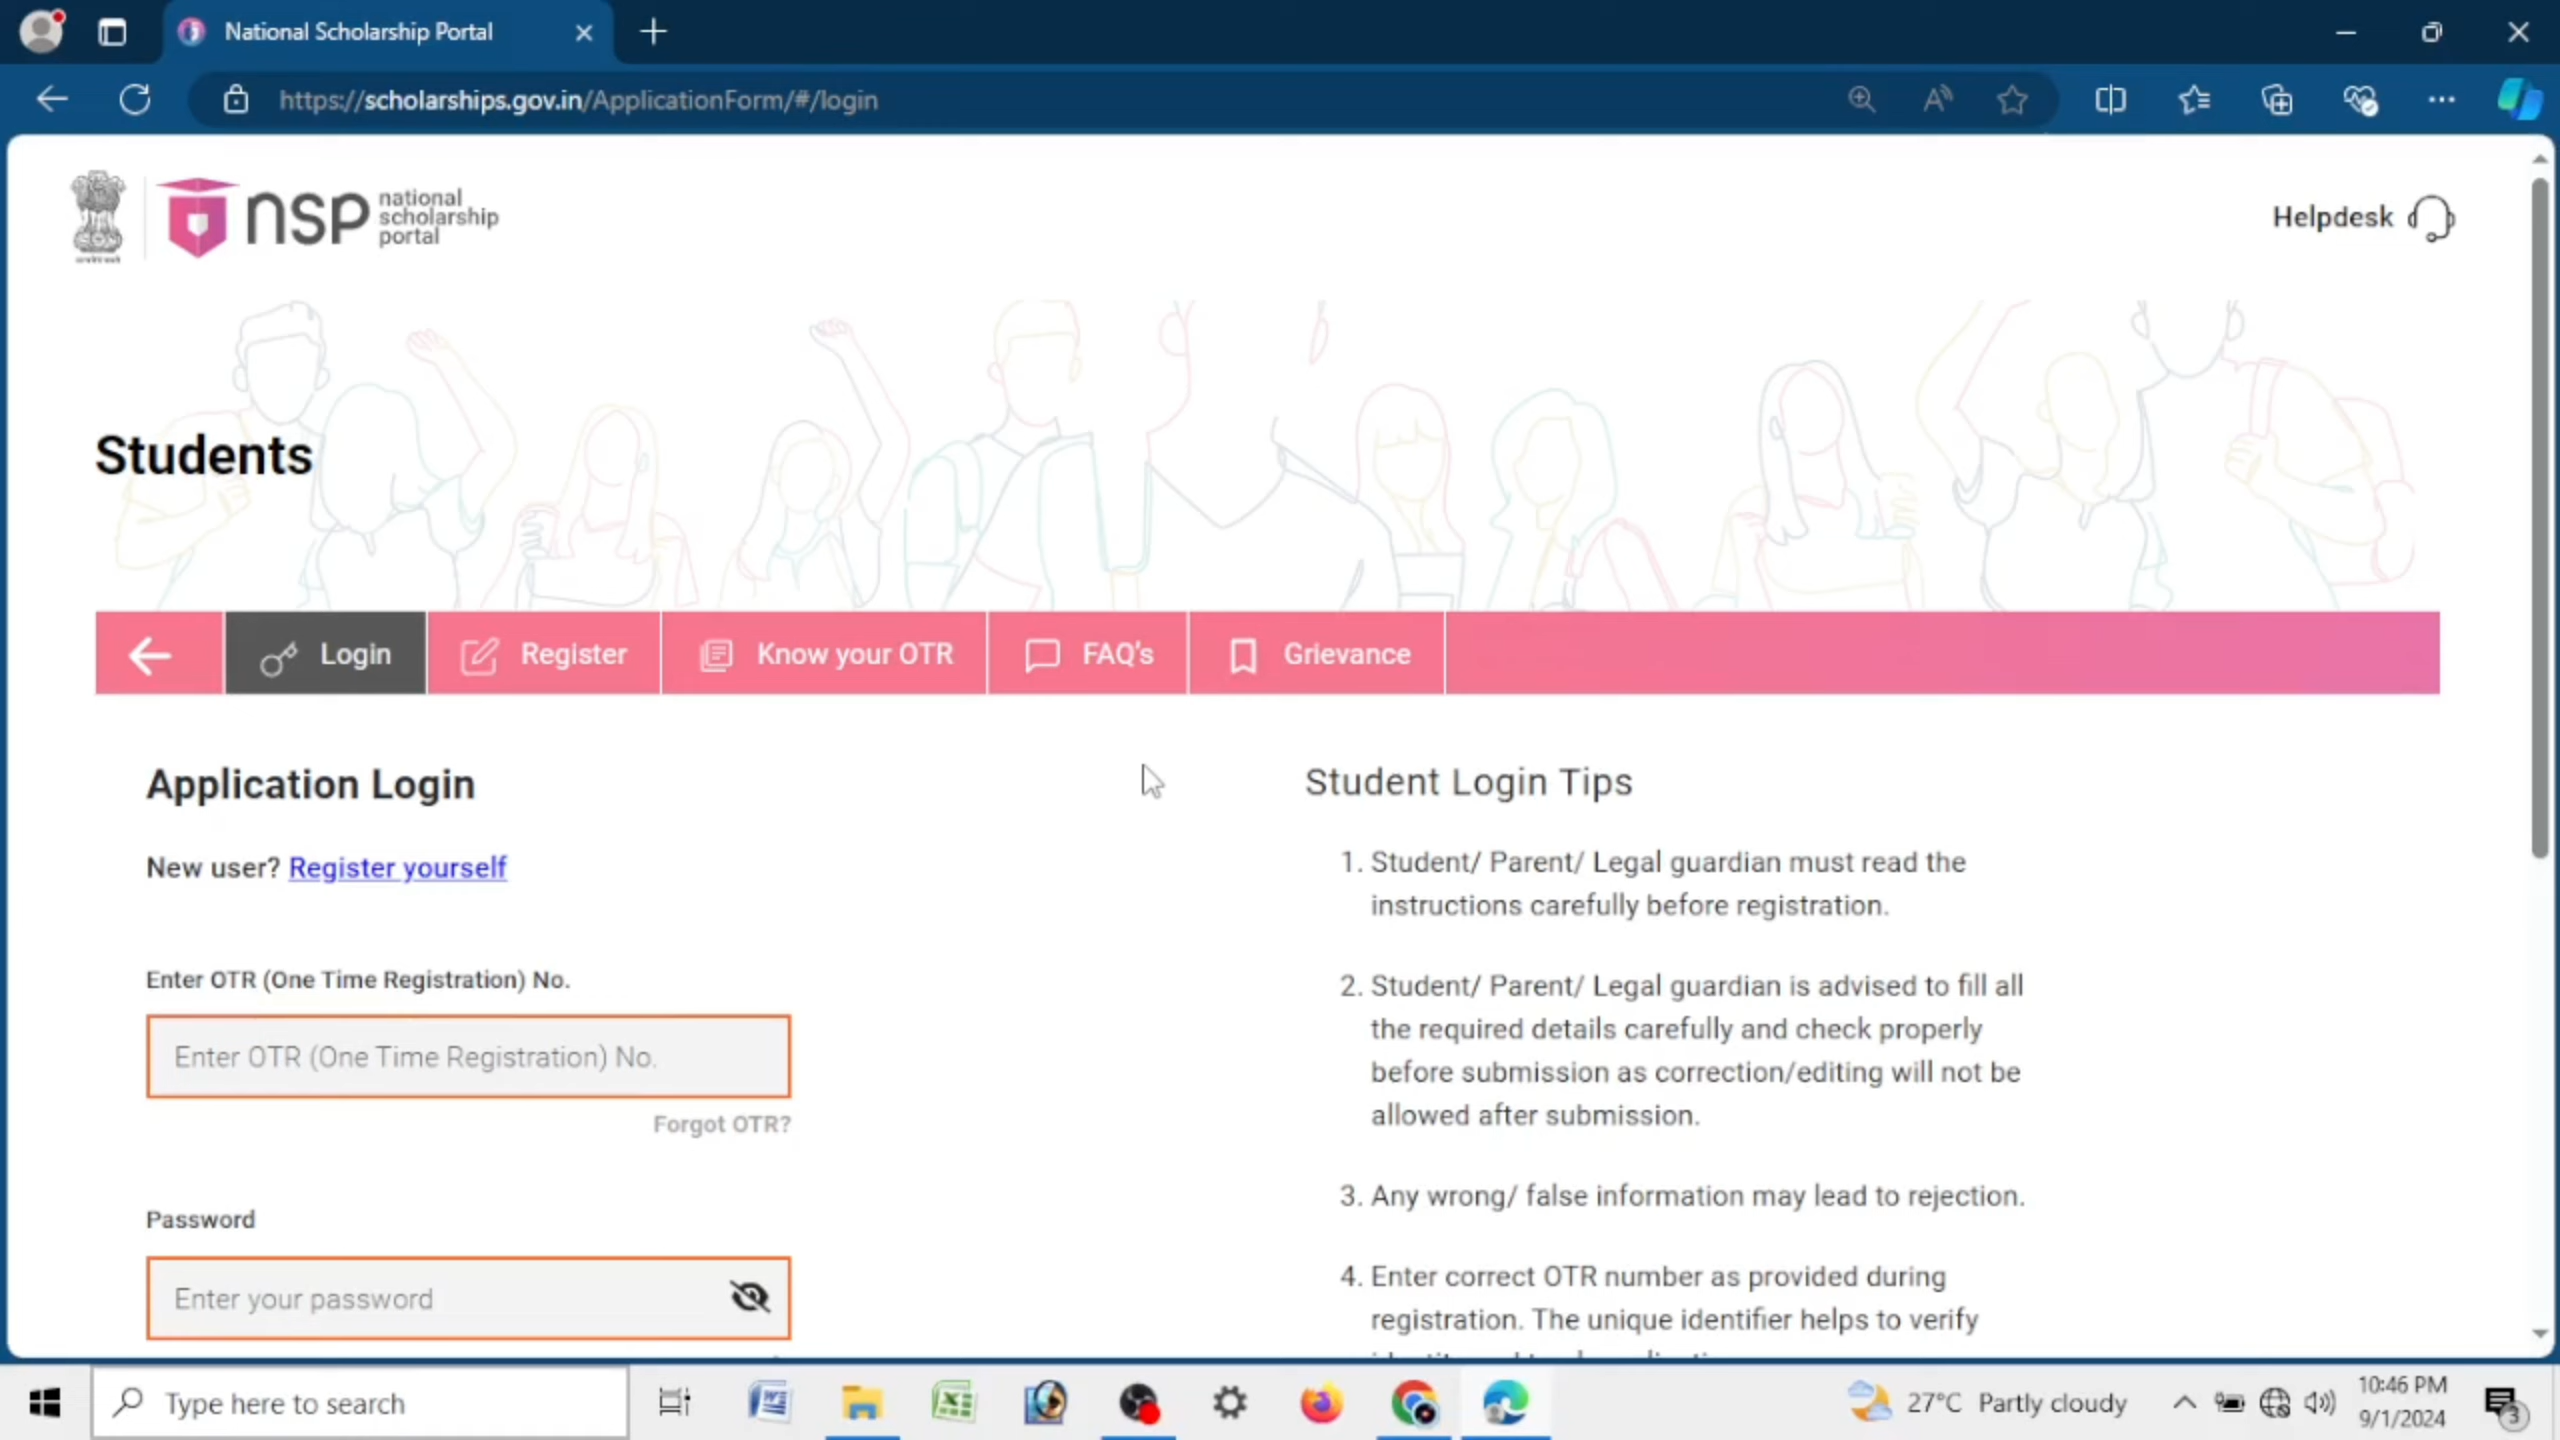 National Scholarship Portal
https://scholarships.gov.in/ApplicationForm/#/login
nsp national scholarship portal
Helpdesk
Students
Login
Register
Know your OTR
FAQ's
Grievance
Application Login
New user? Register yourself
Enter OTR (One Time Registration) No.
Enter OTR (One Time Registration) No.
Forgot OTR?
Password
Enter your password
Student Login Tips
1. Student/ Parent/ Legal guardian must read the
instructions carefully before registration.
2. Student/ Parent/ Legal guardian is advised to fill all
the required details carefully and check properly
before submission as correction/editing will not be
allowed after submission.
3. Any wrong/ false information may lead to rejection.
4. Enter correct OTR number as provided during
registration. The unique identifier helps to verify
Type here to search
27°C Partly cloudy
10:46 PM
9/1/2024
3